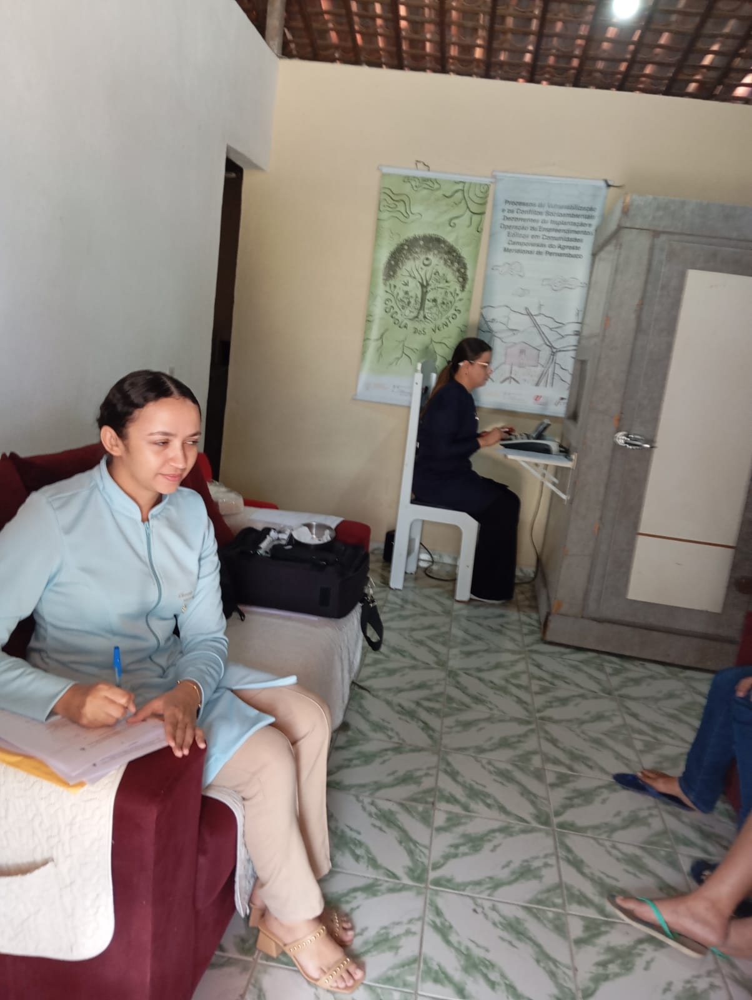 ESCOLA DOS VENTOS
Processos de Vulnerabilização
e os Conflitos Socioambientais
Decorrentes da Implantação e
Operação de Empreendimentos
Eólicos em Comunidades
Camponesas do Agreste
Meridional de Pernambuco